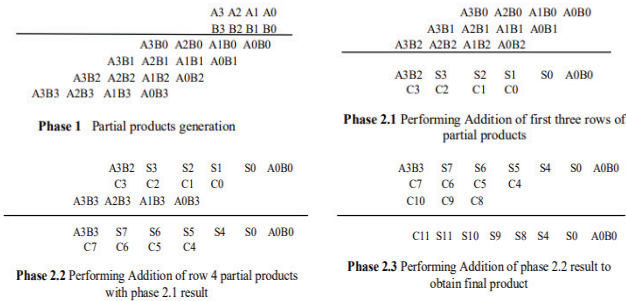 A3 A2 A1 A0
B3 B2 B1 B0
A3B0 A2B0 A1B0 A0B0
A3B1 A2B1 A1B1 A0B1
A3B2 A2B2 A1B2 A0B2
A3B3 A2B3 A1B3 A0B3
Phase 1 Partial products generation
A3B0 A2B0 A1B0 A0B0
A3B1 A2B1 A1B1 A0B1
A3B2 A2B2 A1B2 A0B2
A3B2 S3 S2 S1 S0 A0B0
C3 C2 C1 C0
Phase 2.1 Performing Addition of first three rows of
partial products
A3B2 S3 S2 S1 S0 A0B0
C3 C2 C1 C0
A3B3 A2B3 A1B3 A0B3
A3B3 S7 S6 S5 S4 S0 A0B0
C7 C6 C5 C4
Phase 2.2 Performing Addition of row 4 partial products
with phase 2.1 result
A3B3 S7 S6 S5 S4 S0 A0B0
C7 C6 C5 C4
C10 C9 C8
C11 S11 S10 S9 S8 S4 S0 A0B0
Phase 2.3 Performing Addition of phase 2.2 result to
obtain final product